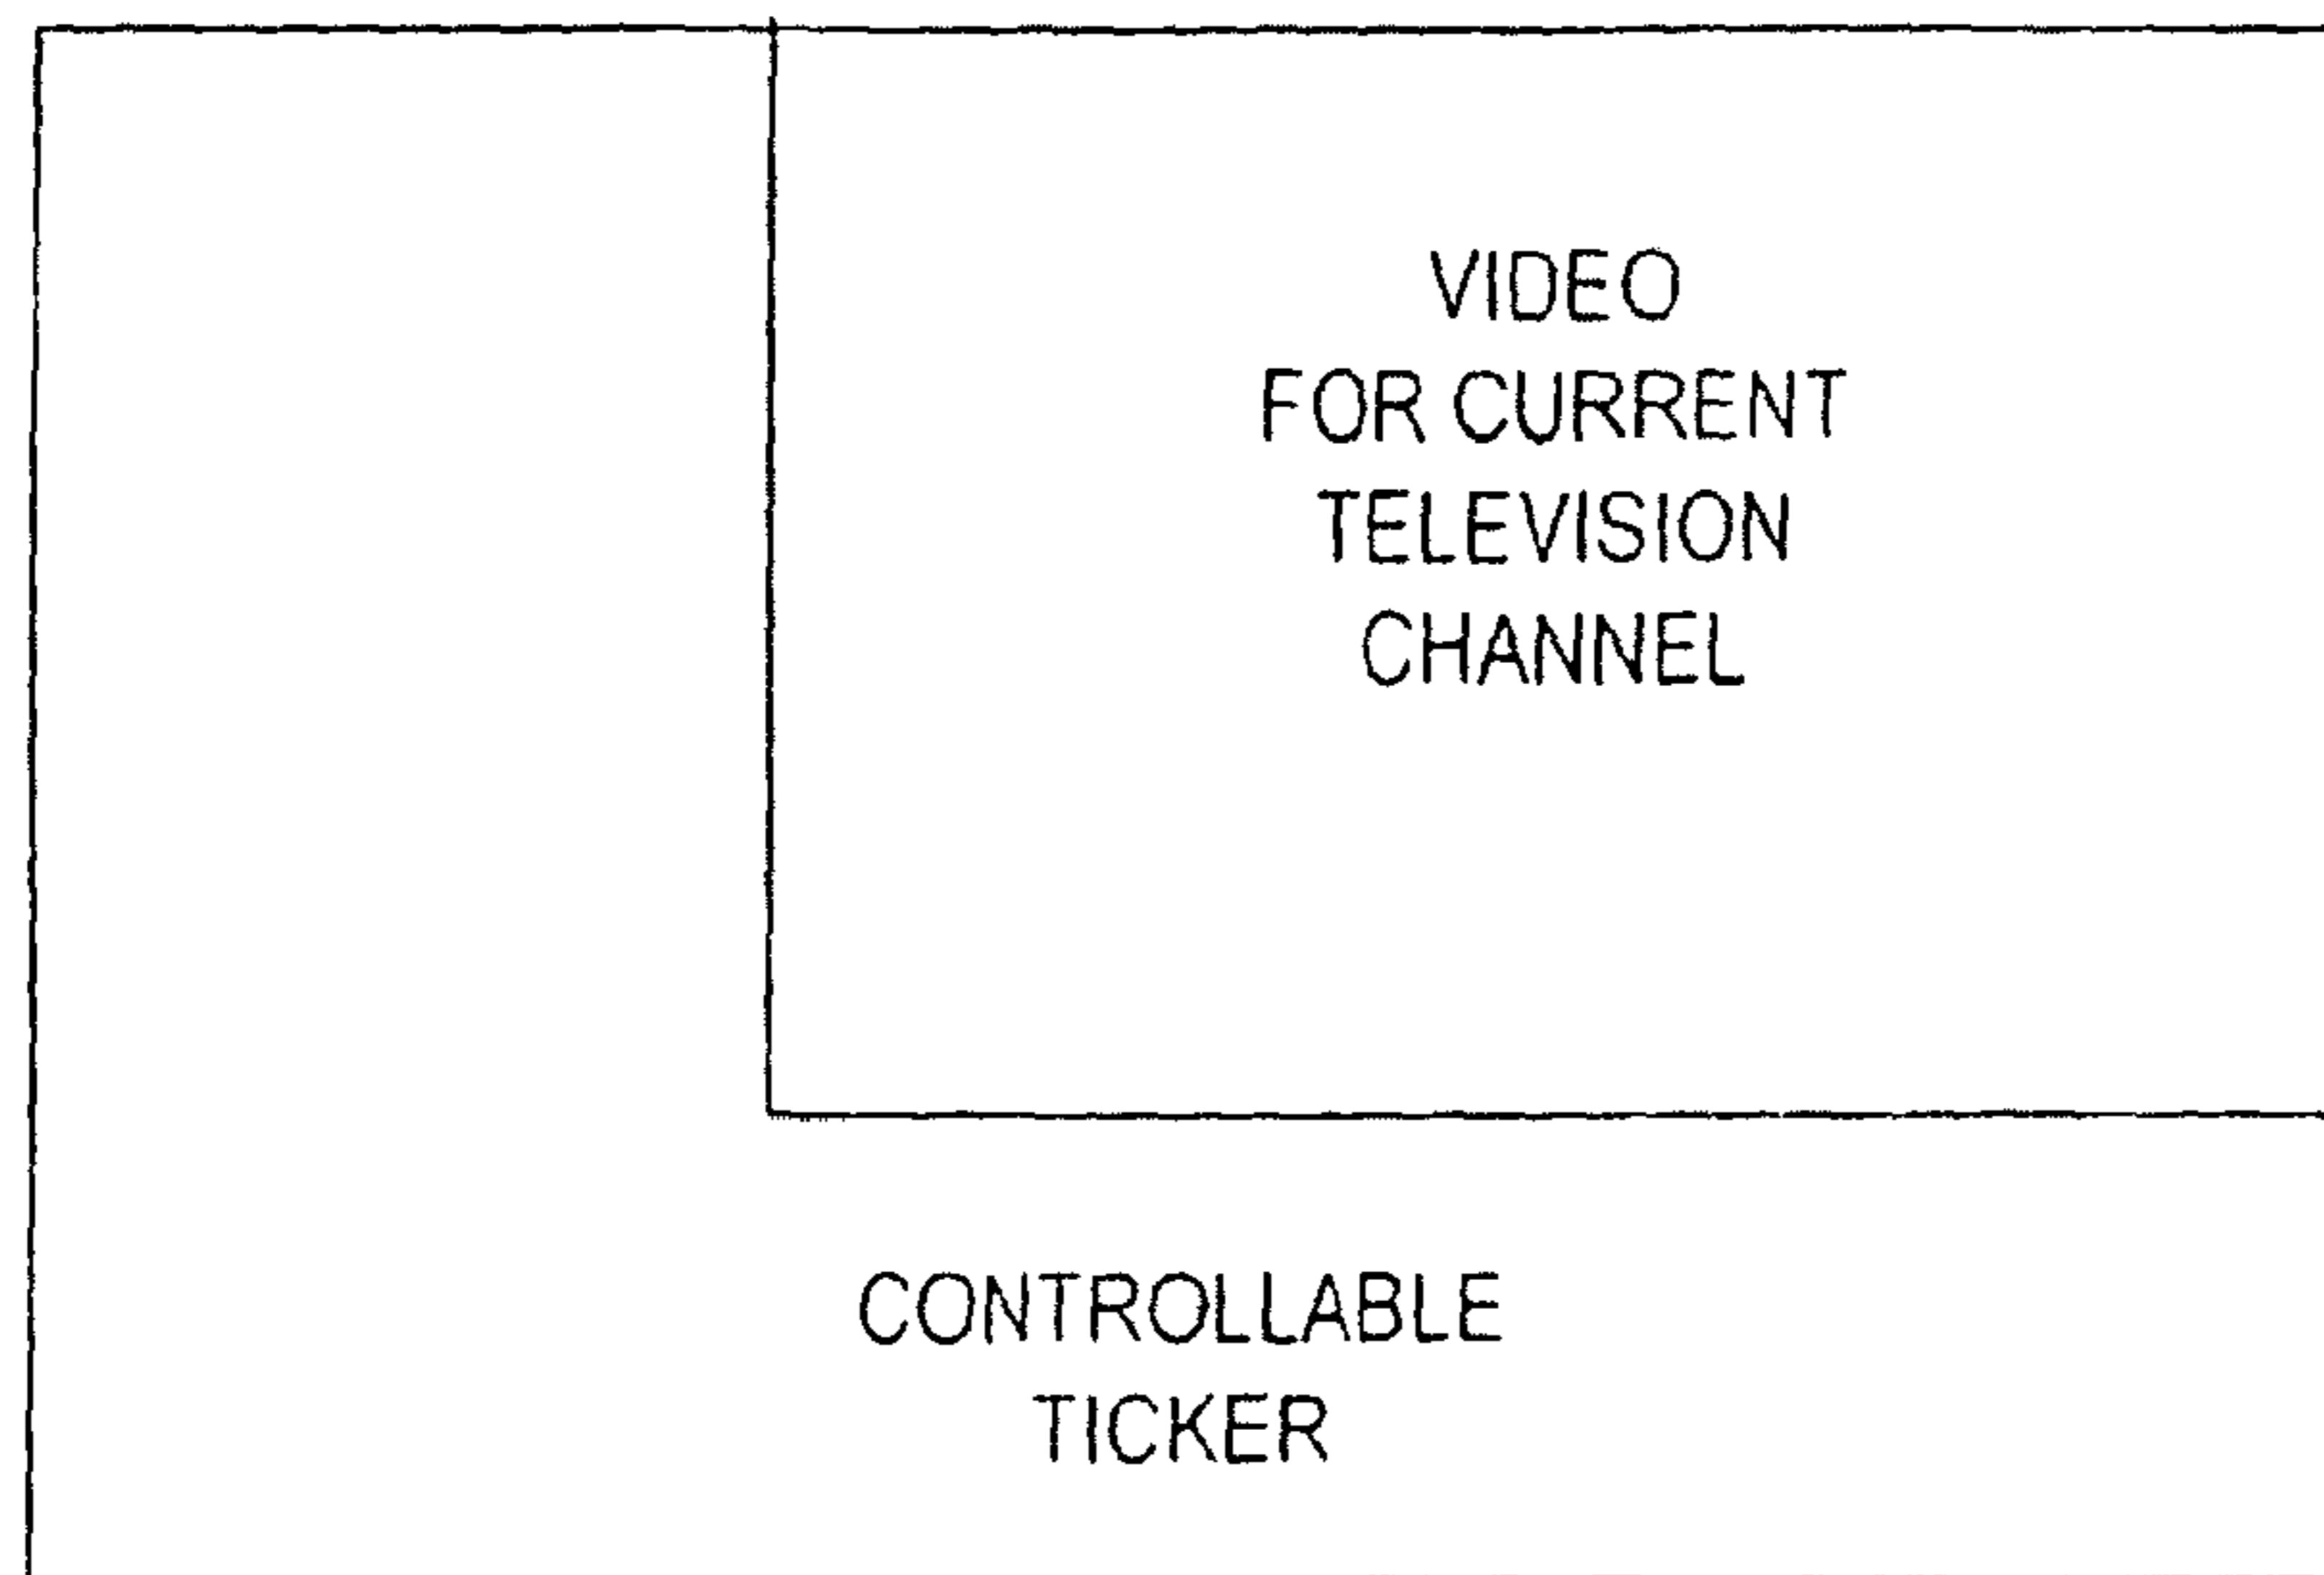 VIDEO
FOR CURRENT
TELEVISION
CHANNEL
CONTROLLABLE
TICKER